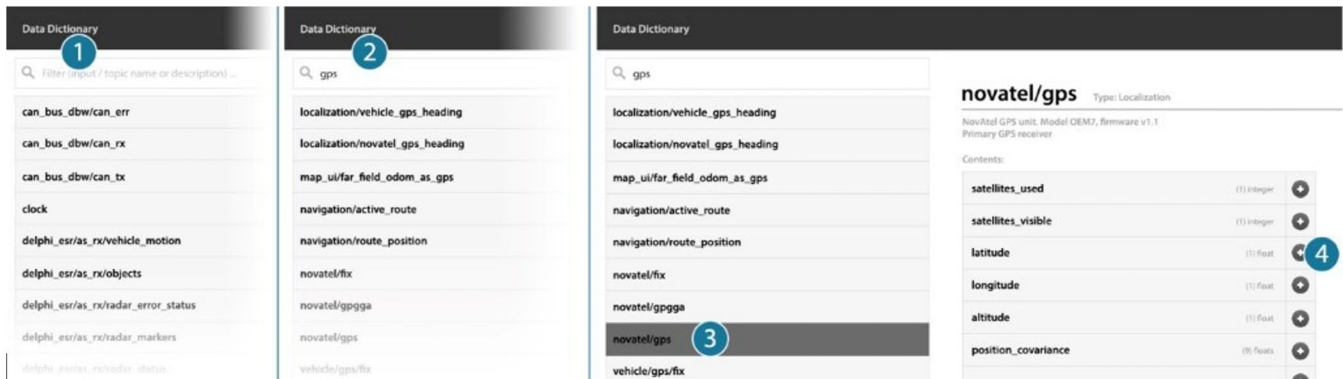 Data Dictionary
1
Filter (input / topic name or description) ...
can_bus_dbw/can_err
can_bus_dbw/can_rx
can_bus_dbw/can_tx
clock
delphi_esr/as_rx/vehicle_motion
delphi_esr/as_rx/objects
delphi_esr/as_rx/radar_error_status
delphi_esr/as_rx/radar_markers
delphi_esr/as_rx/radar_status
Data Dictionary
2
gps
localization/vehicle_gps_heading
localization/novatel_gps_heading
map_ui/far_field_odom_as_gps
navigation/active_route
navigation/route_position
novatel/fix
novatel/gpgga
novatel/gps
vehicle/gps/fix
Data Dictionary
gps
localization/vehicle_gps_heading
localization/novatel_gps_heading
map_ui/far_field_odom_as_gps
navigation/active_route
navigation/route_position
novatel/fix
novatel/gpgga
novatel/gps 3
vehicle/gps/fix
novatel/gps Type: Localization
NovAtel GPS unit. Model OEM7, firmware v1.1
Primary GPS receiver
Contents:
satellites_used (1) integer
satellites_visible (1) integer
latitude (1) float 4
longitude (1) float
altitude (1) float
position_covariance (9) floats